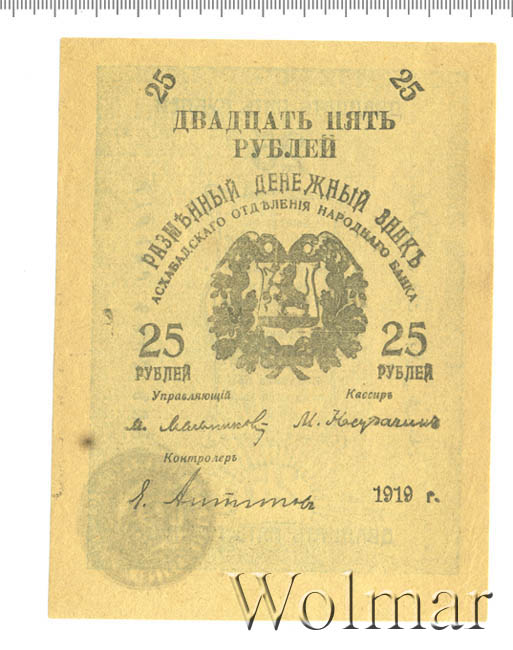 25 25
ДВАДЦАТЬ ПЯТЬ
РУБЛЕЙ
РАЗМѢННЫЙ ДЕНЕЖНЫЙ ЗНАКЪ
АСХАБАДСКАГО ОТДѢЛЕНІЯ НАРОДНАГО БАНКА
25 25
РУБЛЕЙ РУБЛЕЙ
Управляющій Кассиръ
М.
Контролеръ
1919 г.
Wolmar